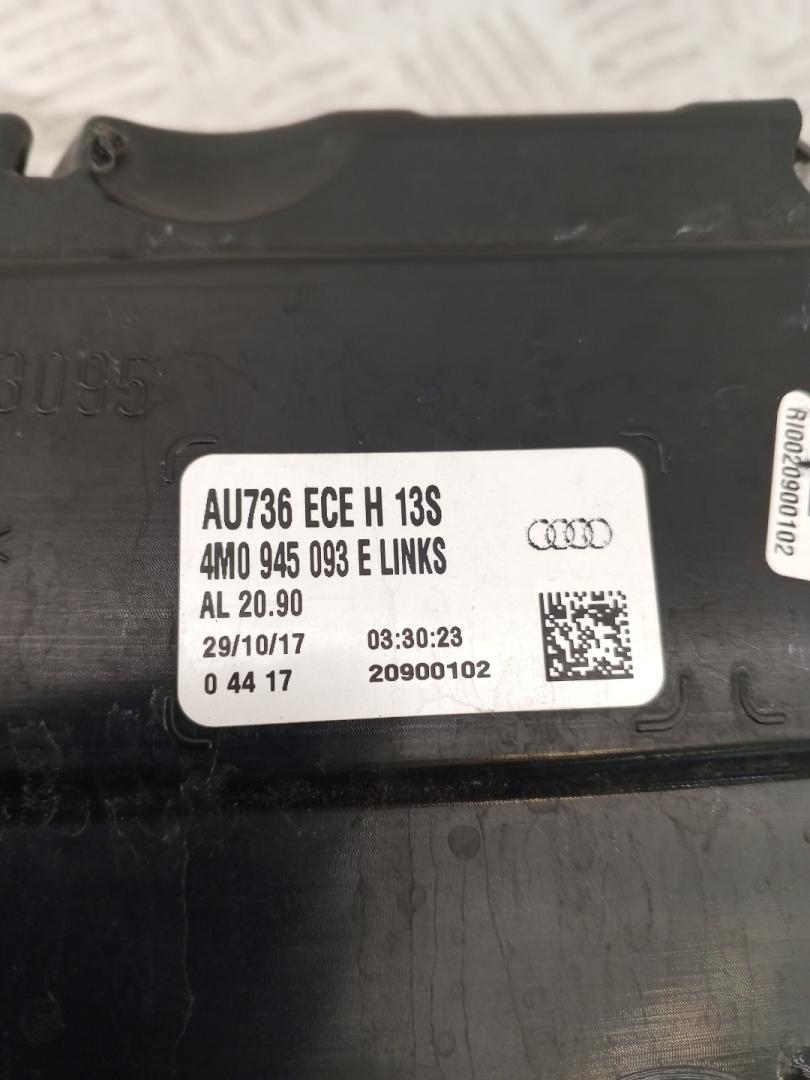 3095
AU736 ECE H 13S
4M0 945 093 E LINKS
AL 20.90
29/10/17 03:30:23
0 44 17 20900102
RI0020900102